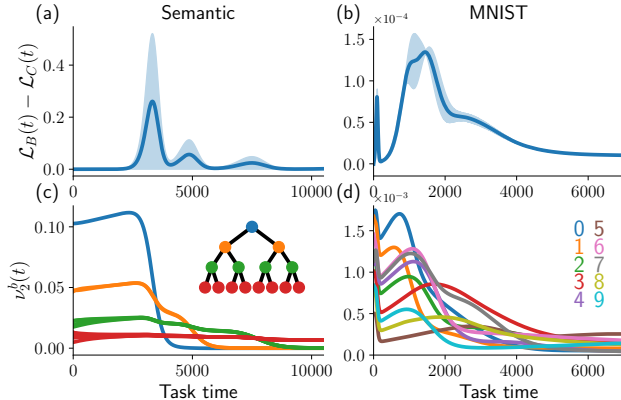 (a) Semantic
(b) MNIST
×10⁻⁴
ℒ_B(t) − ℒ_C(t)
0.4
0.2
0.0
0 5000 10000
1.5
1.0
0.5
0.0
0 2000 4000 6000
(c)
ν₂ᵇ(t)
0.10
0.05
0.00
0 5000 10000
Task time
(d)
×10⁻³
1.5
1.0
0.5
0.0
0 5
1 6
2 7
3 8
4 9
0 2000 4000 6000
Task time